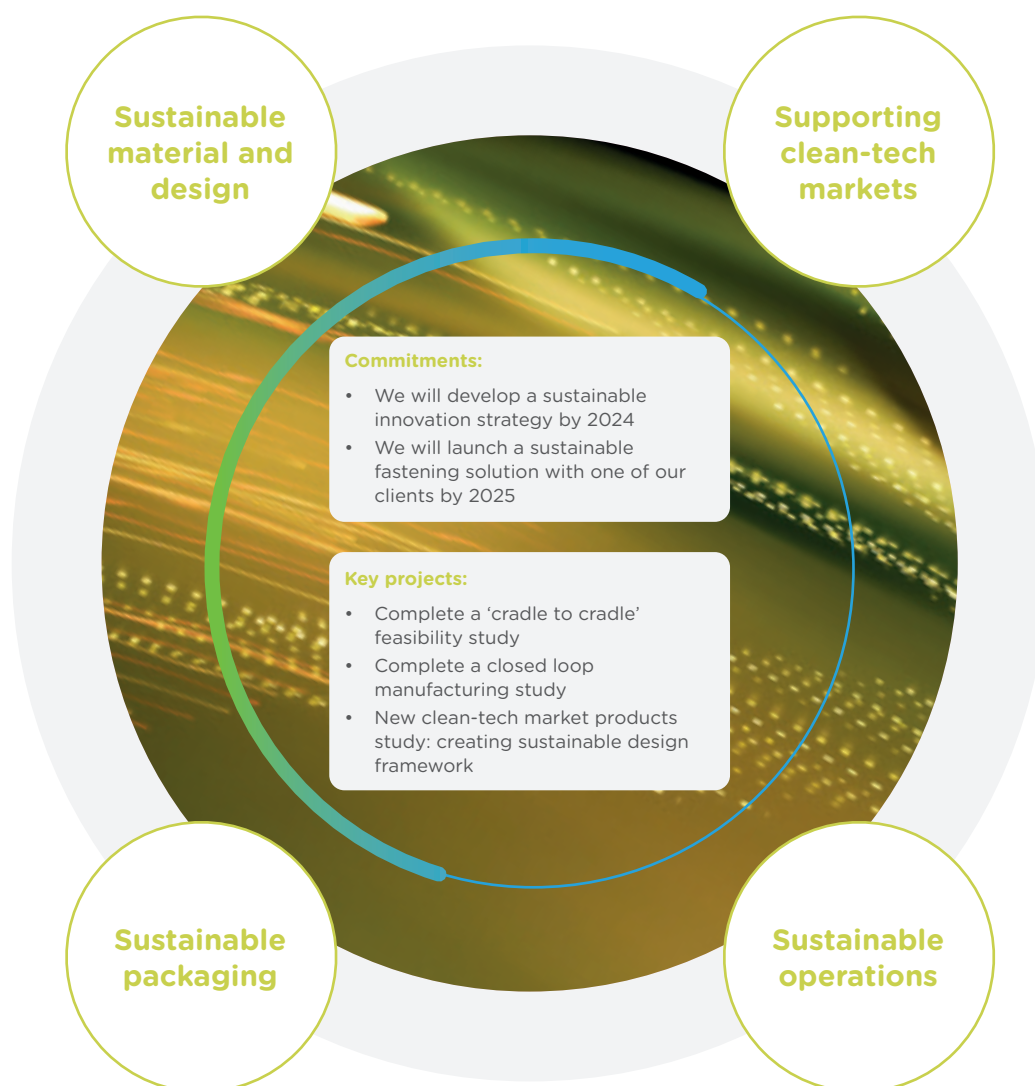 Sustainable
material and
design
Supporting
clean-tech
markets
Commitments:
• We will develop a sustainable
innovation strategy by 2024
• We will launch a sustainable
fastening solution with one of our
clients by 2025
Key projects:
• Complete a ‘cradle to cradle’
feasibility study
• Complete a closed loop
manufacturing study
• New clean-tech market products
study: creating sustainable design
framework
Sustainable
packaging
Sustainable
operations